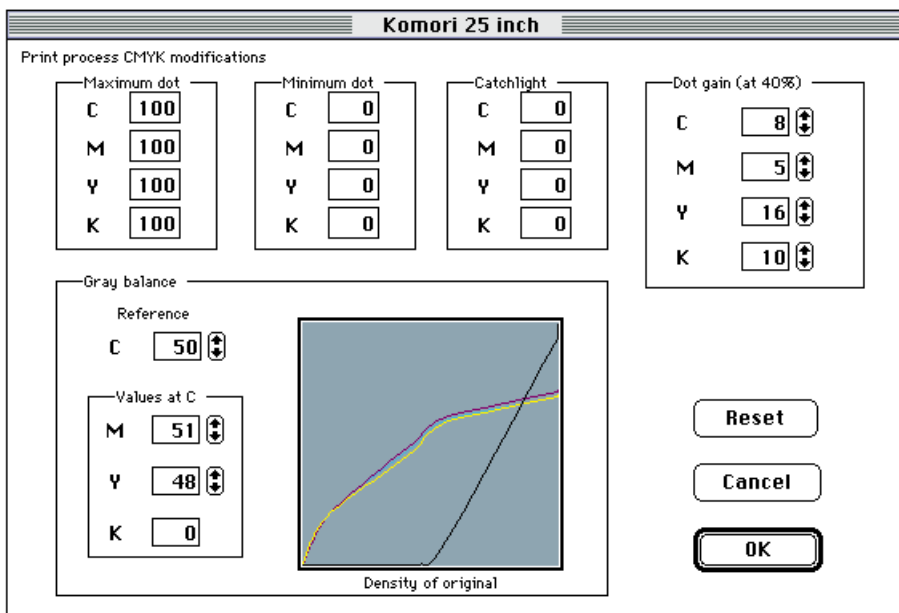 Komori 25 inch
Print process CMYK modifications
Maximum dot
C 100
M 100
Y 100
K 100
Minimum dot
C 0
M 0
Y 0
K 0
Catchlight
C 0
M 0
Y 0
K 0
Dot gain (at 40%)
C 8
M 5
Y 16
K 10
Gray balance
Reference
C 50
Values at C
M 51
Y 48
K 0
Density of original
Reset
Cancel
OK